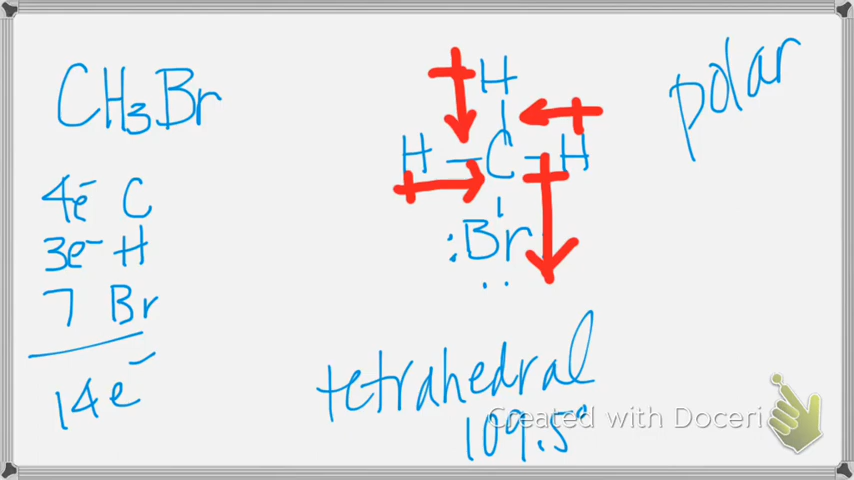 CH₃Br
4e⁻ C
3e⁻ H
7 Br
14e⁻
H
H – C – H
:Br
polar
tetrahedral
109.5°
Created with Doceri